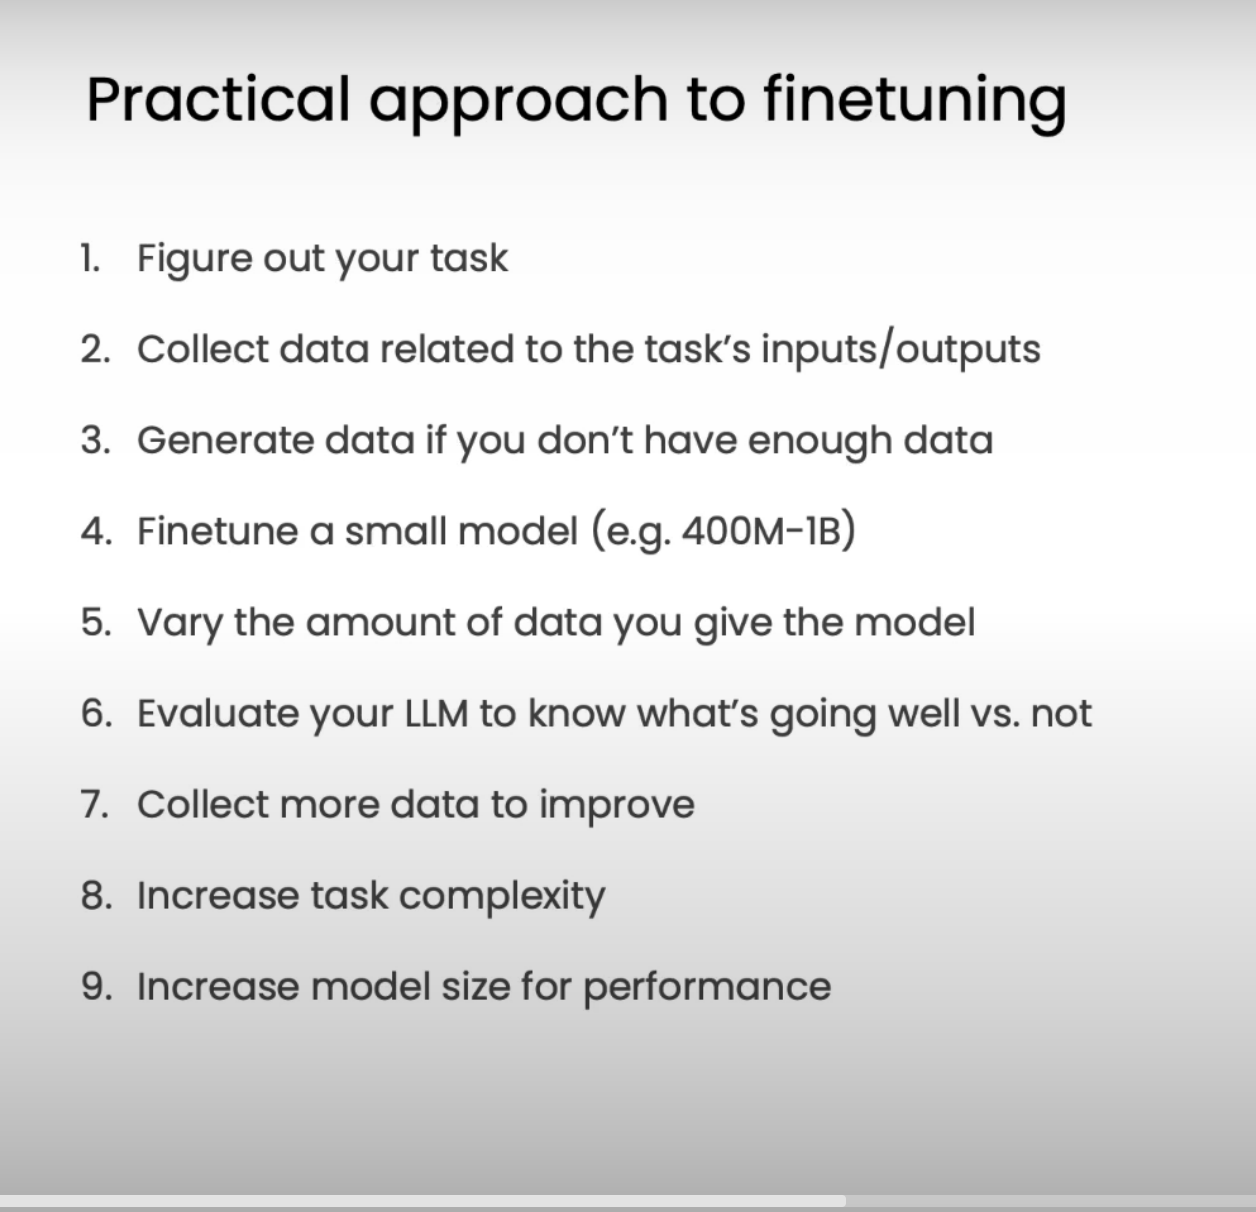 Practical approach to finetuning
1. Figure out your task
2. Collect data related to the task’s inputs/outputs
3. Generate data if you don’t have enough data
4. Finetune a small model (e.g. 400M-1B)
5. Vary the amount of data you give the model
6. Evaluate your LLM to know what’s going well vs. not
7. Collect more data to improve
8. Increase task complexity
9. Increase model size for performance